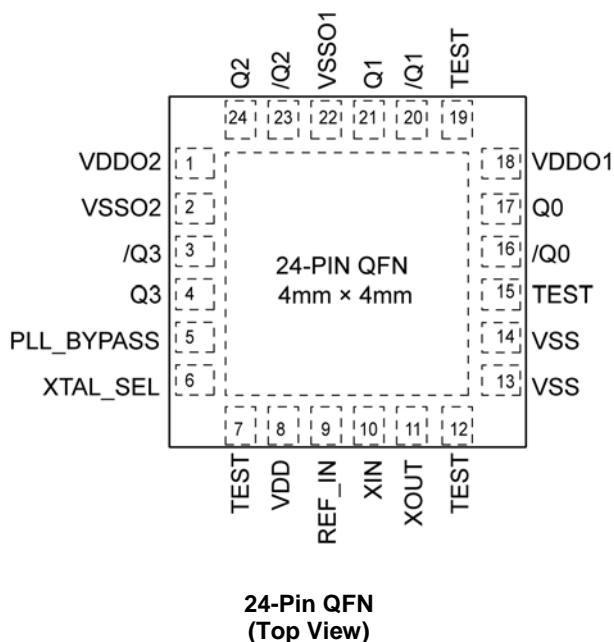 Q2
/Q2
VSSO1
Q1
/Q1
TEST
24
23
22
21
20
19
VDDO2
1
18
VDDO1
VSSO2
2
17
Q0
/Q3
3
16
/Q0
24-PIN QFN
Q3
4
4mm × 4mm
15
TEST
PLL_BYPASS
5
14
VSS
XTAL_SEL
6
13
VSS
7
8
9
10
11
12
TEST
VDD
REF_IN
XIN
XOUT
TEST
24-Pin QFN
(Top View)